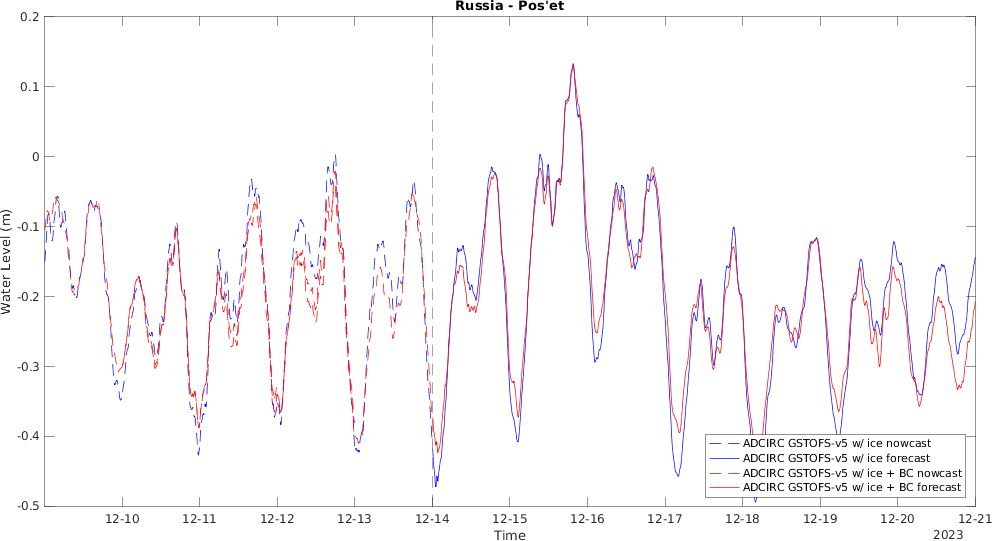 Russia - Pos'et
Water Level (m)
0.2
0.1
0
-0.1
-0.2
-0.3
-0.4
-0.5
ADCIRC GSTOFS-v5 w/ ice nowcast
ADCIRC GSTOFS-v5 w/ ice forecast
ADCIRC GSTOFS-v5 w/ ice + BC nowcast
ADCIRC GSTOFS-v5 w/ ice + BC forecast
12-10 12-11 12-12 12-13 12-14 12-15 12-16 12-17 12-18 12-19 12-20 12-21
Time
2023